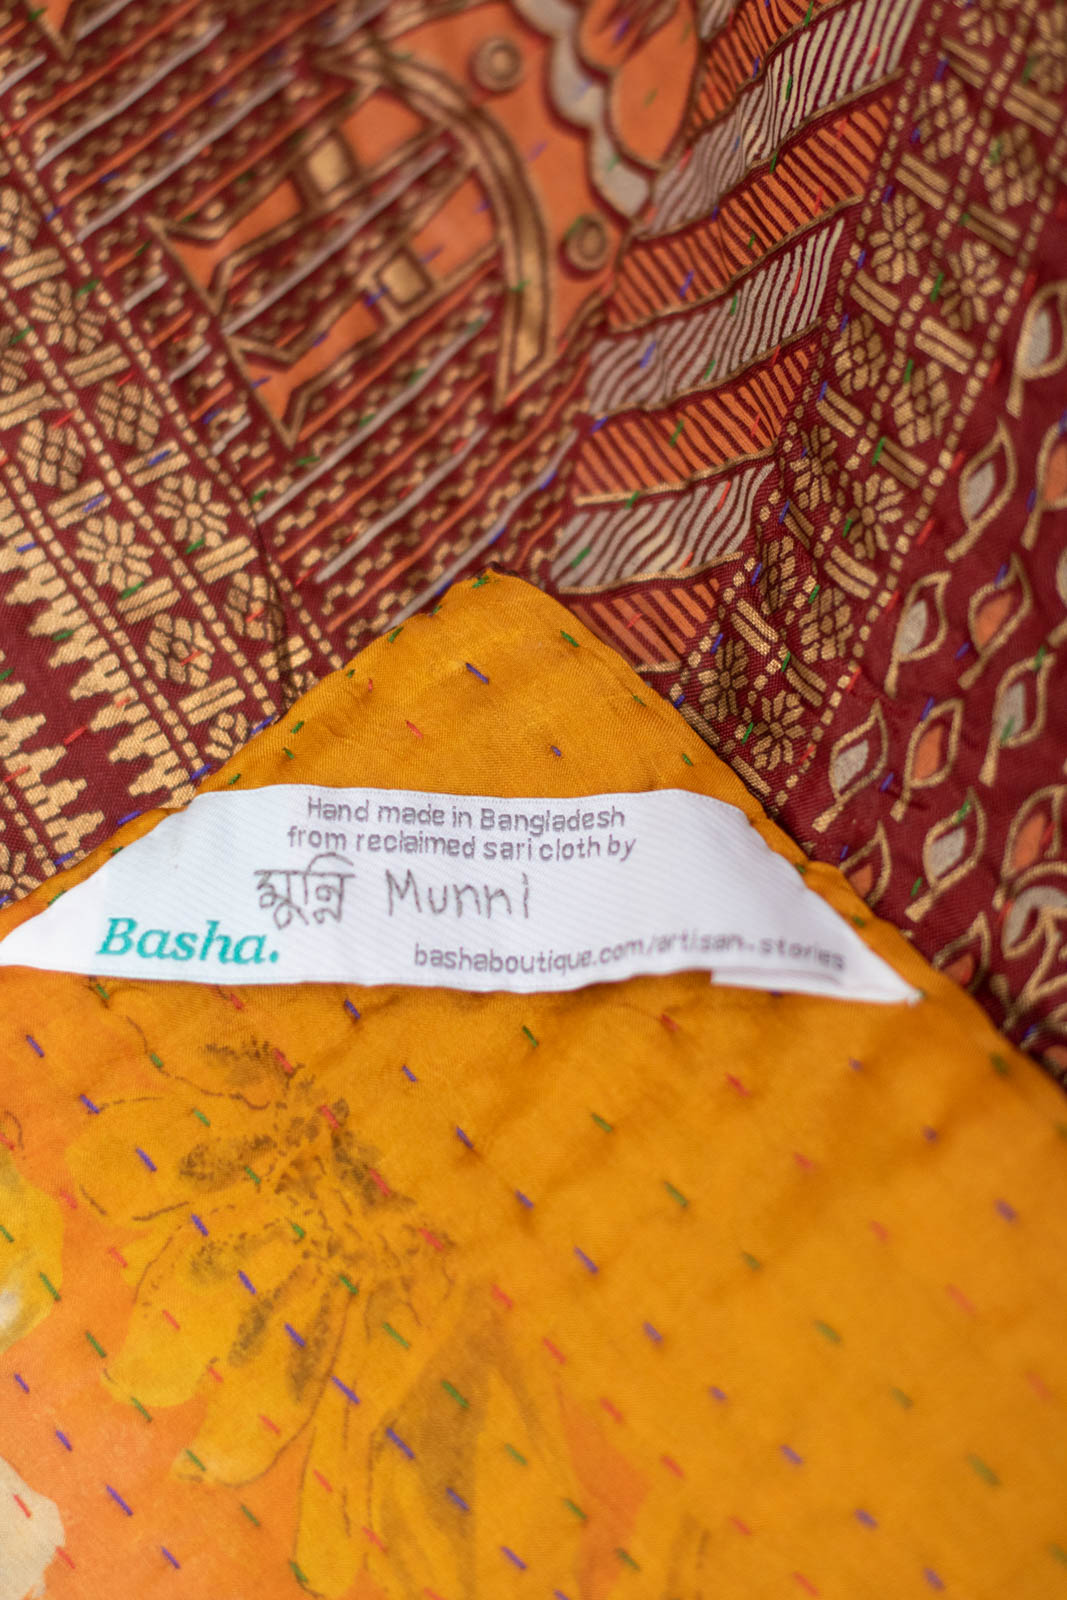 Hand made in Bangladesh
from reclaimed sari cloth by
মুন্নি Munni
Basha.
bashaboutique.com/artisan-stories